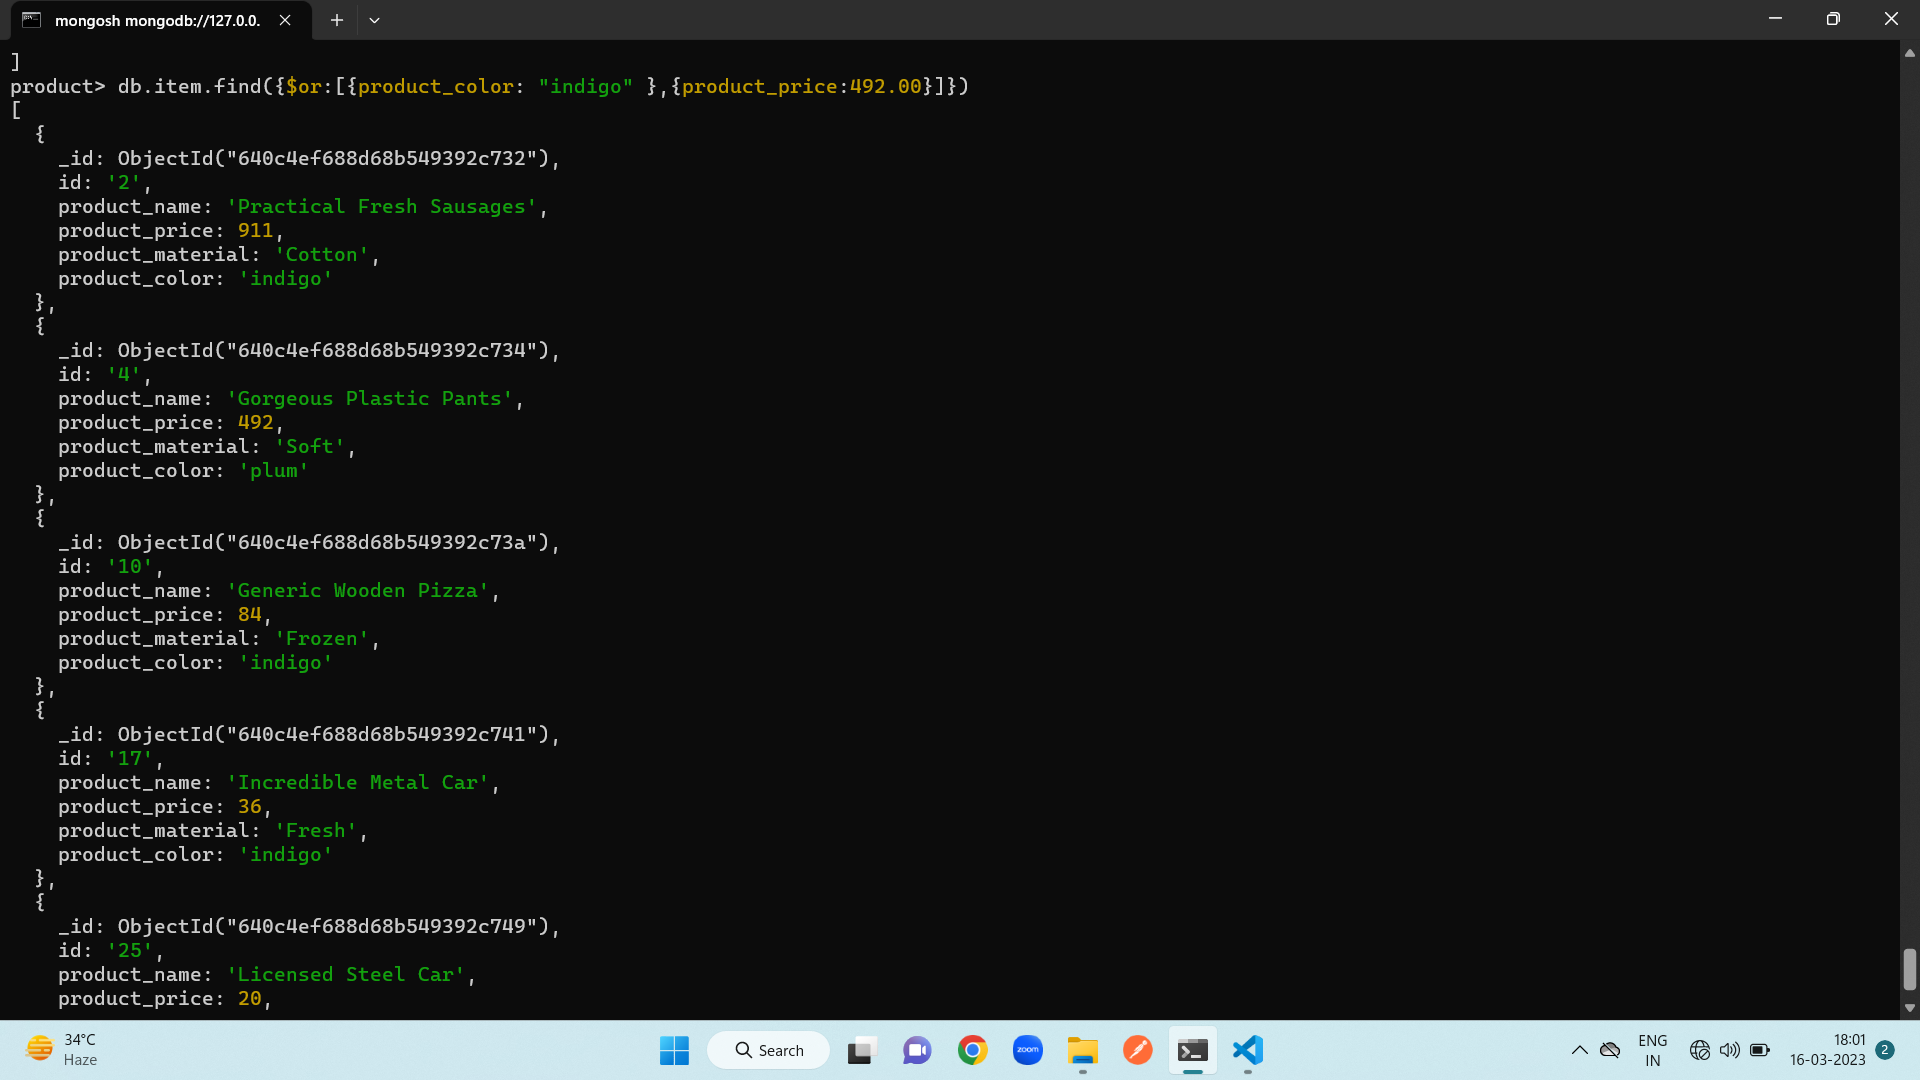 mongosh mongodb://127.0.0.
]
product> db.item.find({$or:[{product_color: "indigo" },{product_price:492.00}]})
[
  {
    _id: ObjectId("640c4ef688d68b549392c732"),
    id: '2',
    product_name: 'Practical Fresh Sausages',
    product_price: 911,
    product_material: 'Cotton',
    product_color: 'indigo'
  },
  {
    _id: ObjectId("640c4ef688d68b549392c734"),
    id: '4',
    product_name: 'Gorgeous Plastic Pants',
    product_price: 492,
    product_material: 'Soft',
    product_color: 'plum'
  },
  {
    _id: ObjectId("640c4ef688d68b549392c73a"),
    id: '10',
    product_name: 'Generic Wooden Pizza',
    product_price: 84,
    product_material: 'Frozen',
    product_color: 'indigo'
  },
  {
    _id: ObjectId("640c4ef688d68b549392c741"),
    id: '17',
    product_name: 'Incredible Metal Car',
    product_price: 36,
    product_material: 'Fresh',
    product_color: 'indigo'
  },
  {
    _id: ObjectId("640c4ef688d68b549392c749"),
    id: '25',
    product_name: 'Licensed Steel Car',
    product_price: 20,
34°C
Haze
Search
zoom
ENG
IN
18:01
16-03-2023
2